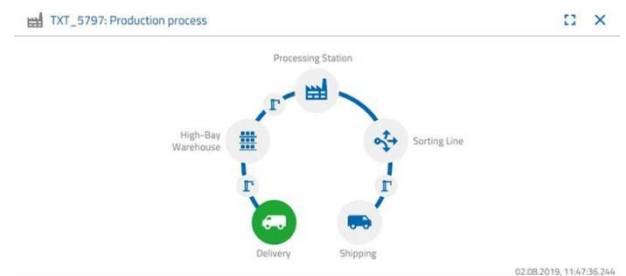 TXT_5797: Production process
Processing Station
High-Bay
Warehouse
Sorting Line
Delivery
Shipping
02.08.2019, 11:47:36.244